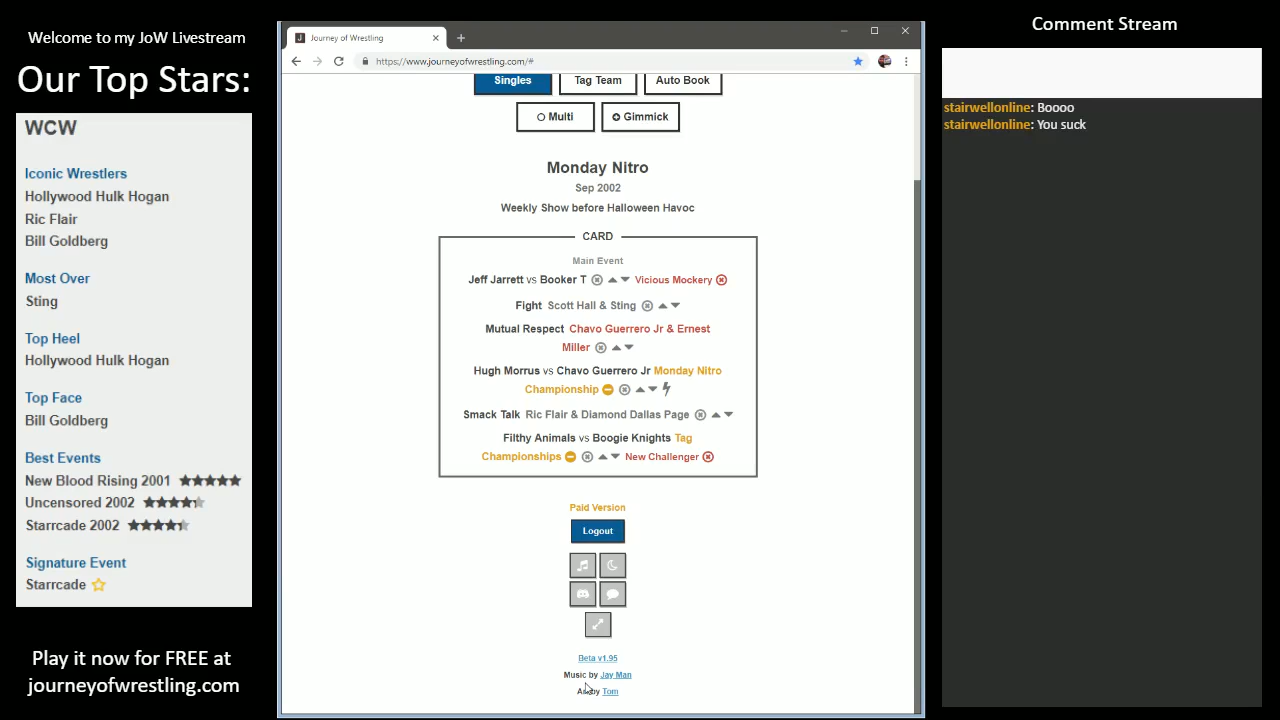 Welcome to my JoW Livestream
Our Top Stars:
WCW
Iconic Wrestlers
Hollywood Hulk Hogan
Ric Flair
Bill Goldberg
Most Over
Sting
Top Heel
Hollywood Hulk Hogan
Top Face
Bill Goldberg
Best Events
New Blood Rising 2001
Uncensored 2002
Starrcade 2002
Signature Event
Starrcade
Play it now for FREE at
journeyofwrestling.com
Journey of Wrestling
https://www.journeyofwrestling.com/#
Singles Tag Team Auto Book
Multi Gimmick
Monday Nitro
Sep 2002
Weekly Show before Halloween Havoc
CARD
Main Event
Jeff Jarrett vs Booker T Vicious Mockery
Fight Scott Hall & Sting
Mutual Respect Chavo Guerrero Jr & Ernest
Miller
Hugh Morrus vs Chavo Guerrero Jr Monday Nitro
Championship
Smack Talk Ric Flair & Diamond Dallas Page
Filthy Animals vs Boogie Knights Tag
Championships New Challenger
Paid Version
Logout
Beta v1.95
Music by Jay Man
by Tom
Comment Stream
stairwellonline: Boooo
stairwellonline: You suck